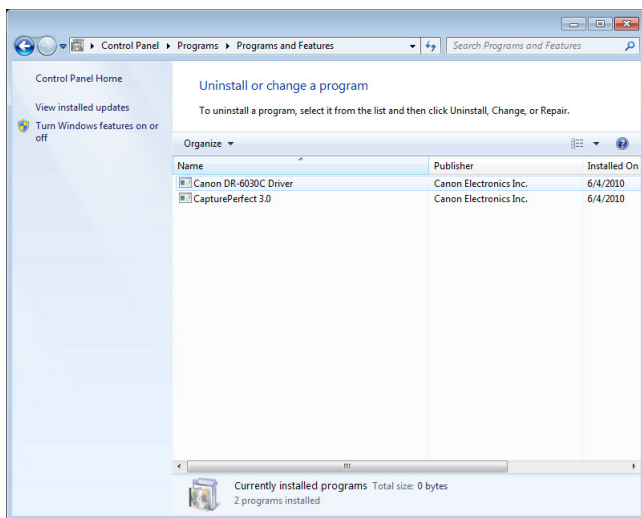 Control Panel ▸ Programs ▸ Programs and Features
Search Programs and Features
Control Panel Home
View installed updates
Turn Windows features on or
off
Uninstall or change a program
To uninstall a program, select it from the list and then click Uninstall, Change, or Repair.
Organize
Name Publisher Installed On
Canon DR-6030C Driver Canon Electronics Inc. 6/4/2010
CapturePerfect 3.0 Canon Electronics Inc. 6/4/2010
Currently installed programs Total size: 0 bytes
2 programs installed